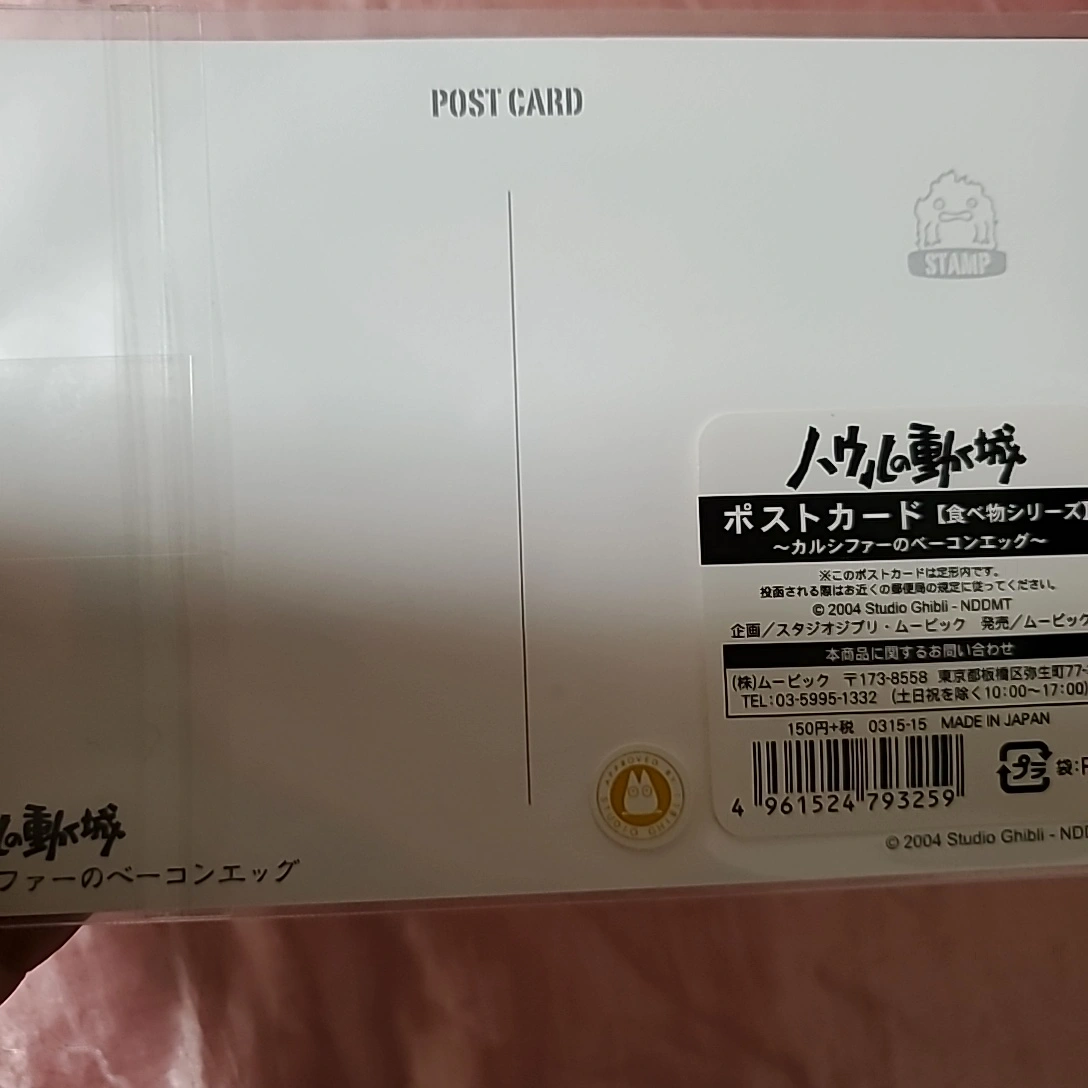 POST CARD
STAMP
ハウルの動く城
ポストカード【食べ物シリーズ】
～カルシファーのベーコンエッグ～
※このポストカードは定形内です。
投函される際はお近くの郵便局の規定に従ってください。
© 2004 Studio Ghibli - NDDMT
企画／スタジオジブリ・ムービック 発売／ムービック
本商品に関するお問い合わせ
(株)ムービック 〒173-8558 東京都板橋区弥生町77-
TEL:03-5995-1332 (土日祝を除く10:00～17:00)
150円+税 0315-15 MADE IN JAPAN
プラ 袋:P
4 961524 793259
APPROVED BY STUDIO GHIBLI
© 2004 Studio Ghibli - NDD
の動く城
ファーのベーコンエッグ